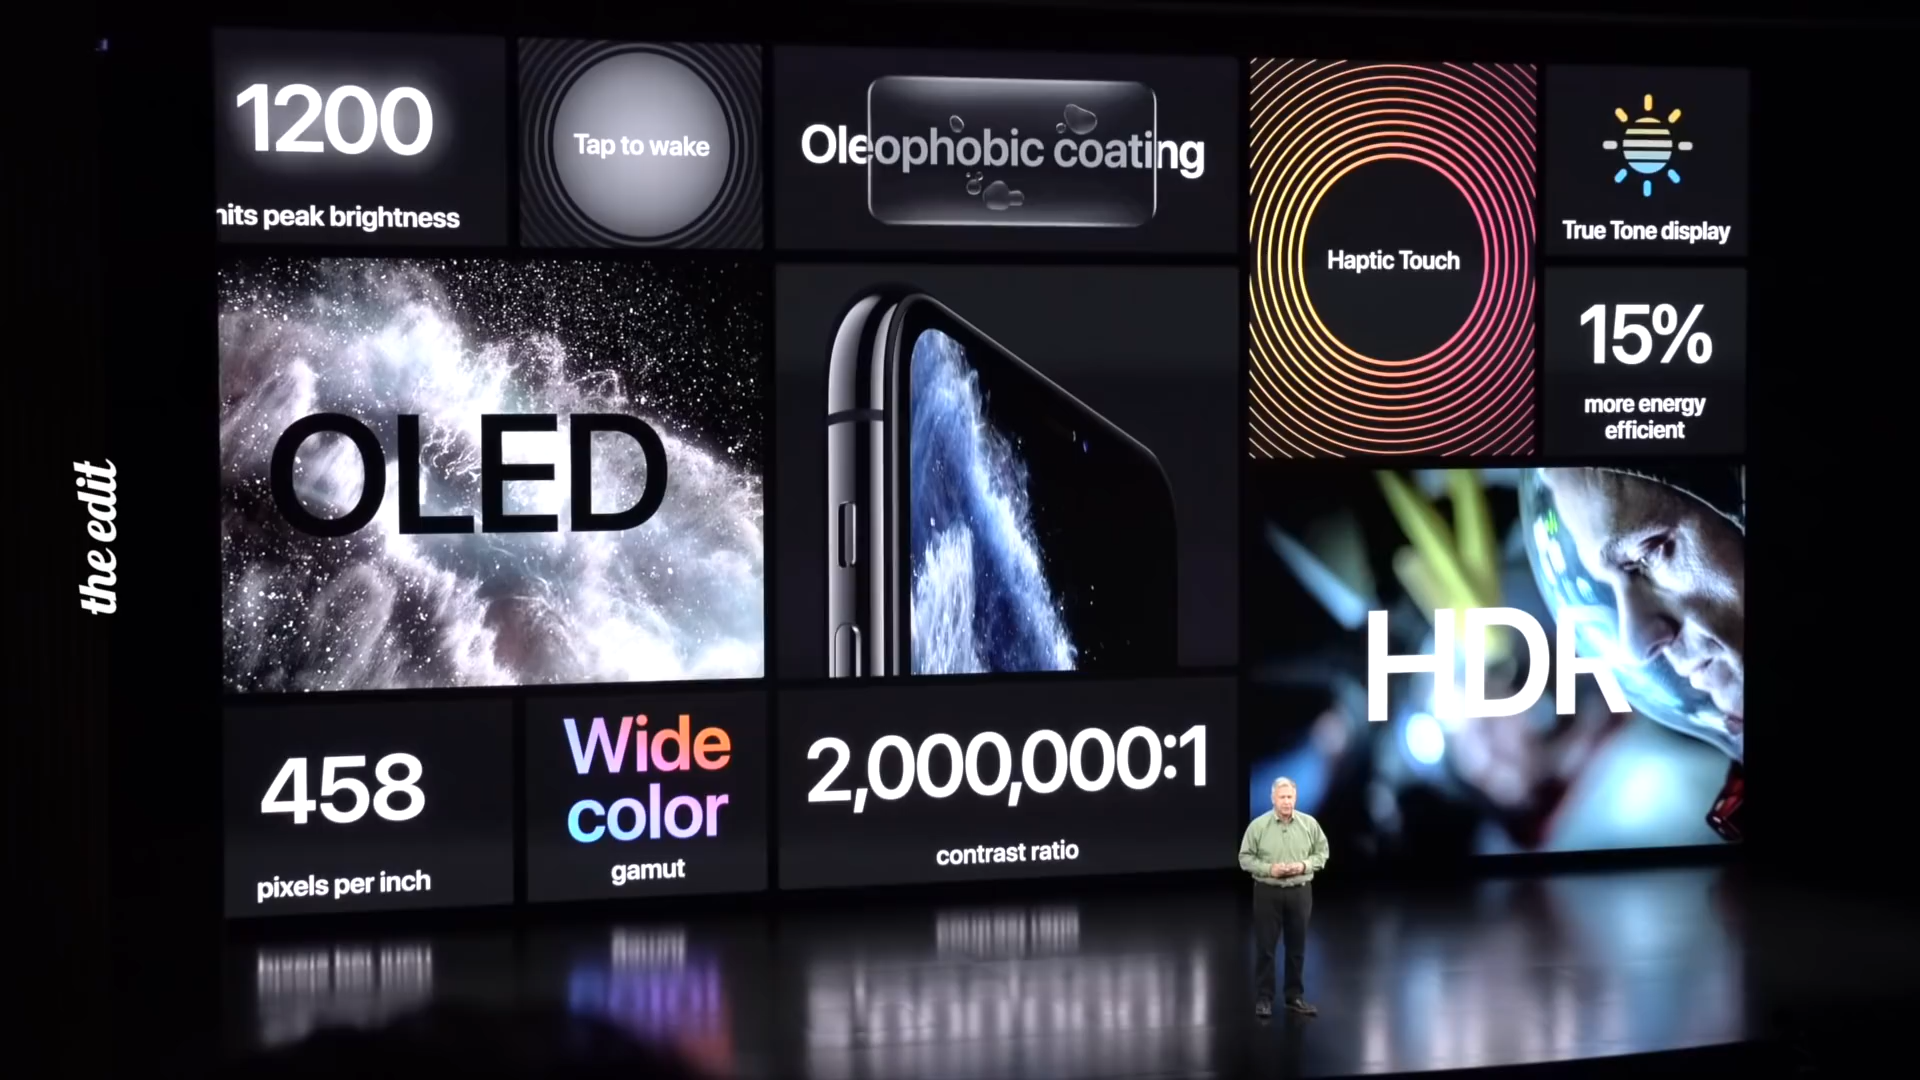 1200
nits peak brightness
Tap to wake
Oleophobic coating
Haptic Touch
True Tone display
15%
more energy
efficient
OLED
HDR
458
pixels per inch
Wide
color
gamut
2,000,000:1
contrast ratio
the edit